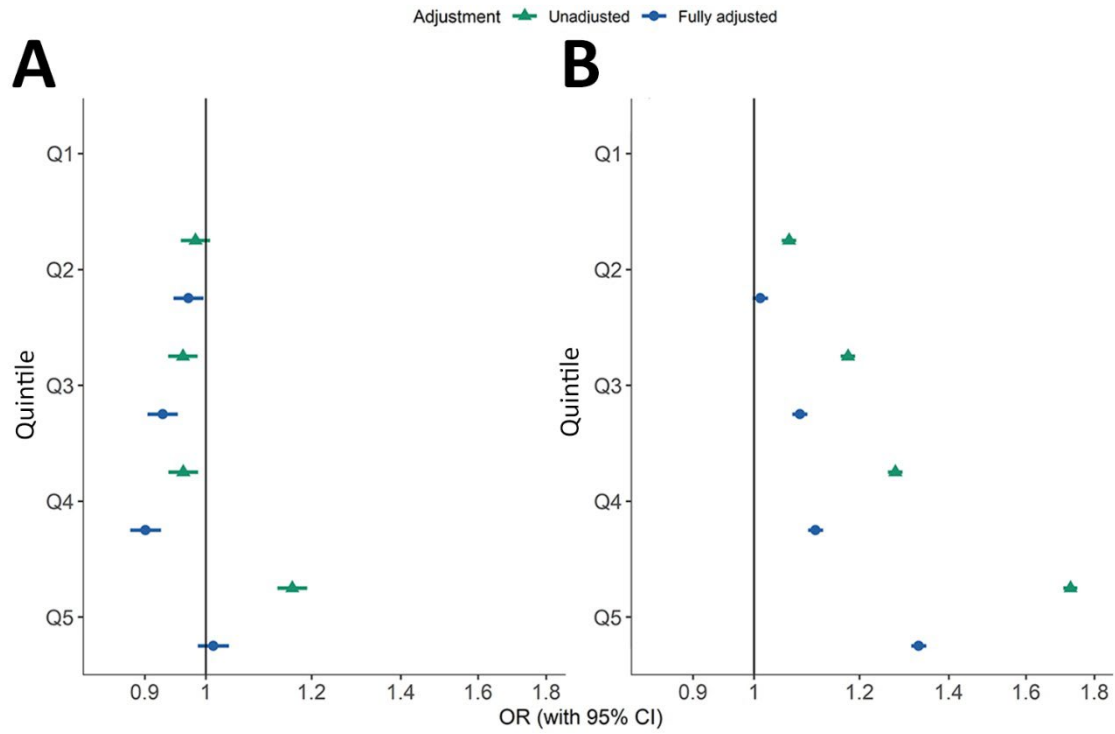 Adjustment Unadjusted Fully adjusted
A
B
Quintile
Q1
Q2
Q3
Q4
Q5
0.9 1 1.2 1.4 1.6 1.8
Quintile
Q1
Q2
Q3
Q4
Q5
0.9 1 1.2 1.4 1.6 1.8
OR (with 95% CI)